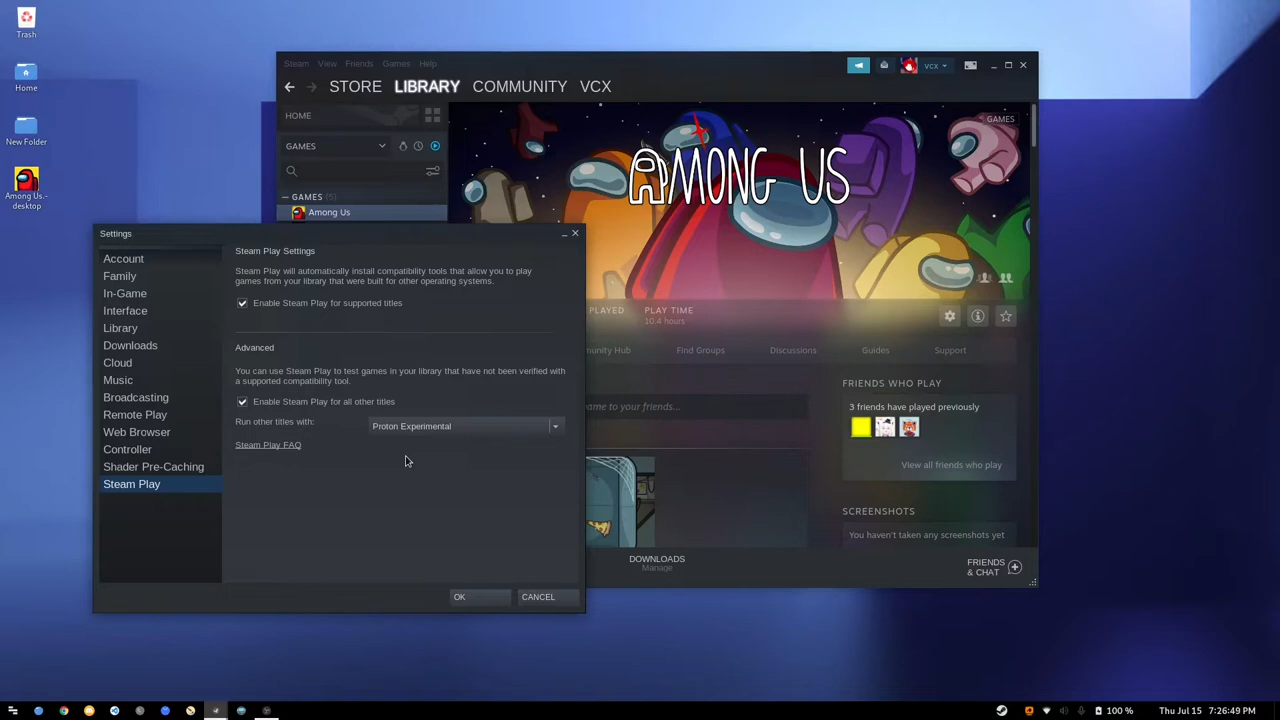 Trash
Home
New Folder
Among Us.-
desktop
Steam View Friends Games Help
vcx
STORE LIBRARY COMMUNITY VCX
HOME
GAMES
GAMES (5)
Among Us
GAMES
AMONG US
PLAYED PLAY TIME
10.4 hours
munity Hub Find Groups Discussions Guides Support
ame to your friends...
FRIENDS WHO PLAY
3 friends have played previously
View all friends who play
SCREENSHOTS
You haven't taken any screenshots yet
DOWNLOADS
Manage
FRIENDS
& CHAT
Settings
Account
Family
In-Game
Interface
Library
Downloads
Cloud
Music
Broadcasting
Remote Play
Web Browser
Controller
Shader Pre-Caching
Steam Play
Steam Play Settings
Steam Play will automatically install compatibility tools that allow you to play
games from your library that were built for other operating systems.
Enable Steam Play for supported titles
Advanced
You can use Steam Play to test games in your library that have not been verified with
a supported compatibility tool.
Enable Steam Play for all other titles
Run other titles with: Proton Experimental
Steam Play FAQ
OK CANCEL
100 % Thu Jul 15 7:26:49 PM